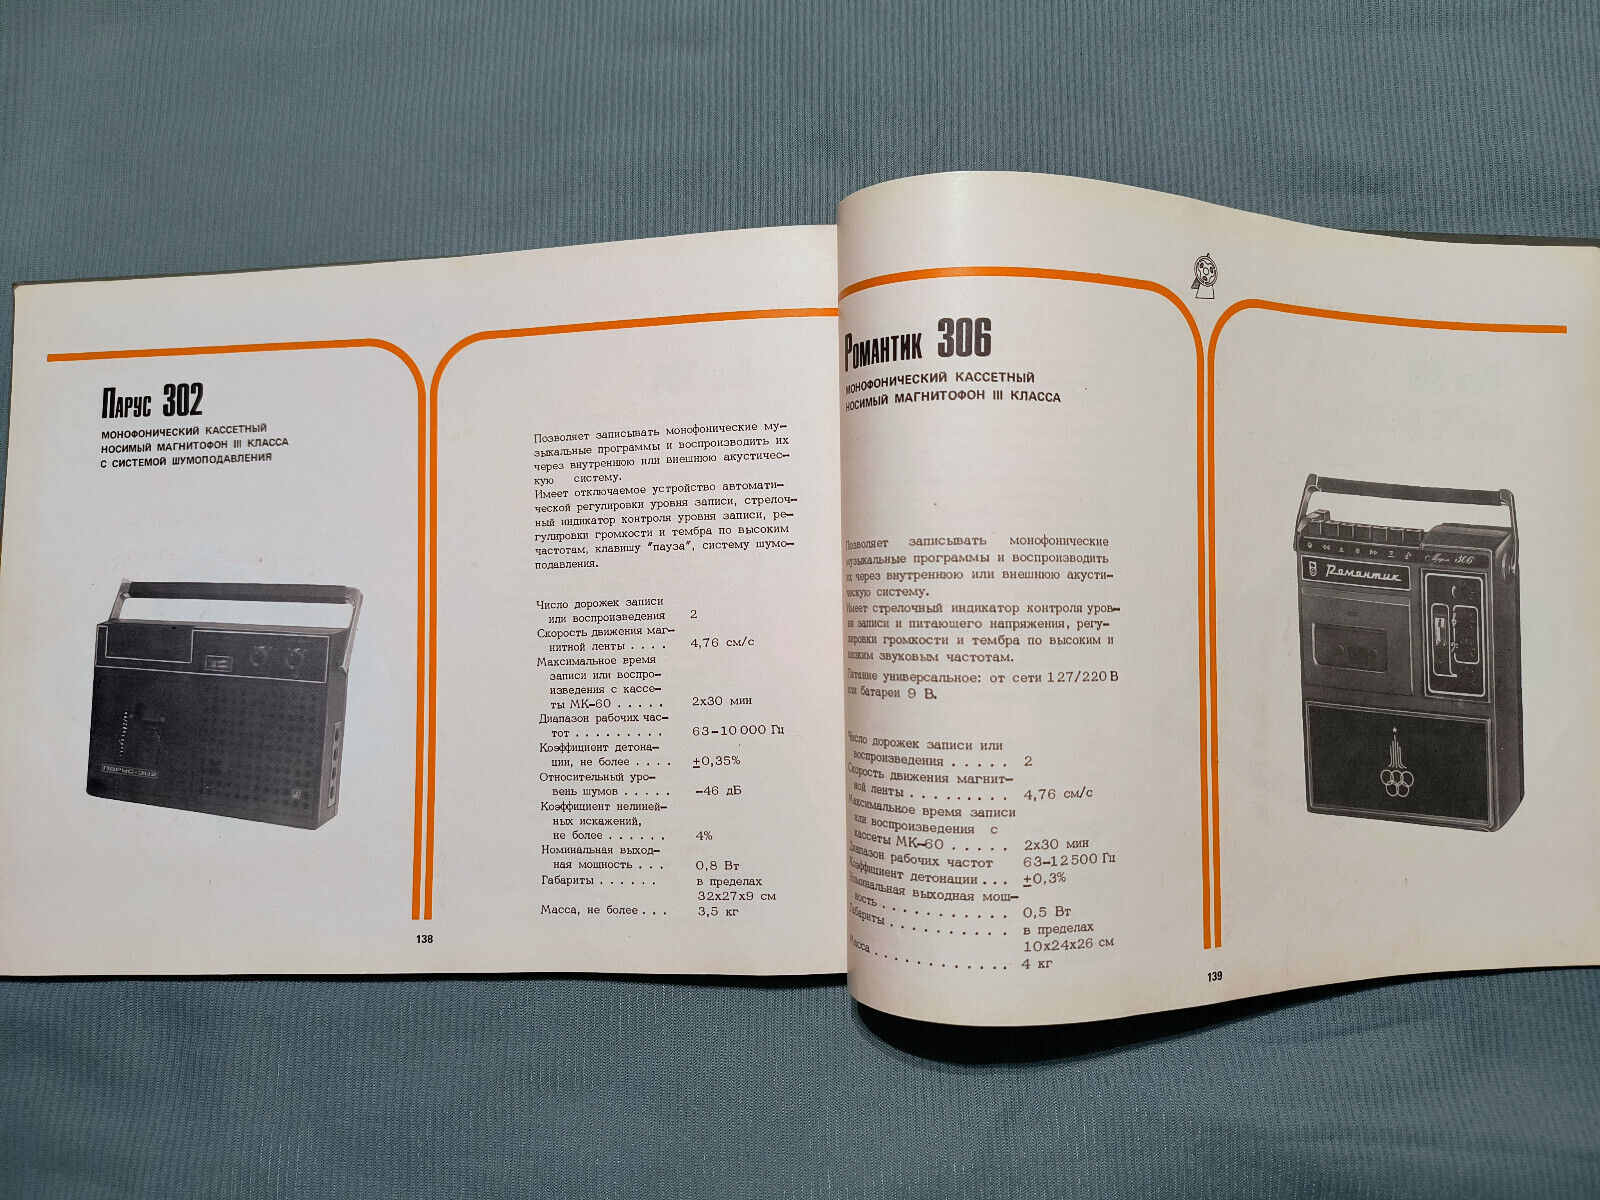 Парус 302
МОНОФОНИЧЕСКИЙ КАССЕТНЫЙ
НОСИМЫЙ МАГНИТОФОН III КЛАССА
С СИСТЕМОЙ ШУМОПОДАВЛЕНИЯ
ПАРУС-302
Позволяет записывать монофонические му-
зыкальные программы и воспроизводить их
через внутреннюю или внешнюю акустичес-
кую систему.
Имеет отключаемое устройство автомати-
ческой регулировки уровня записи, стрелоч-
ный индикатор контроля уровня записи, ре-
гулировки громкости и тембра по высоким
частотам, клавишу "пауза", систему шумо-
подавления.
Число дорожек записи
или воспроизведения 2
Скорость движения маг-
нитной ленты . . . . 4,76 см/с
Максимальное время
записи или воспро-
изведения с кассе-
ты МК-60 . . . . . 2х30 мин
Диапазон рабочих час-
тот . . . . . . . . . 63-10 000 Гц
Коэффициент детона-
ции, не более . . . . ±0,35%
Относительный уро-
вень шумов . . . . . -46 дБ
Коэффициент нелиней-
ных искажений,
не более . . . . . . 4%
Номинальная выход-
ная мощность . . . 0,8 Вт
Габариты . . . . . . в пределах
32х27х9 см
Масса, не более . . . 3,5 кг
138
Романтик 306
МОНОФОНИЧЕСКИЙ КАССЕТНЫЙ
НОСИМЫЙ МАГНИТОФОН III КЛАССА
Позволяет записывать монофонические
музыкальные программы и воспроизводить
их через внутреннюю или внешнюю акусти-
ческую систему.
Имеет стрелочный индикатор контроля уров-
ня записи и питающего напряжения, регу-
лировки громкости и тембра по высоким и
низким звуковым частотам.
Питание универсальное: от сети 127/220 В
или батареи 9 В.
Число дорожек записи или
воспроизведения . . . . . 2
Скорость движения магнит-
ной ленты . . . . . . . . . 4,76 см/с
Максимальное время записи
или воспроизведения с
кассеты МК-60 . . . . . 2х30 мин
Диапазон рабочих частот 63-12500 Гц
Коэффициент детонации . . . ±0,3%
Номинальная выходная мощ-
ность . . . . . . . . . . . 0,5 Вт
Габариты . . . . . . . . . . в пределах
10х24х26 см
Масса . . . . . . . . . . . . 4 кг
139
306
Романтик